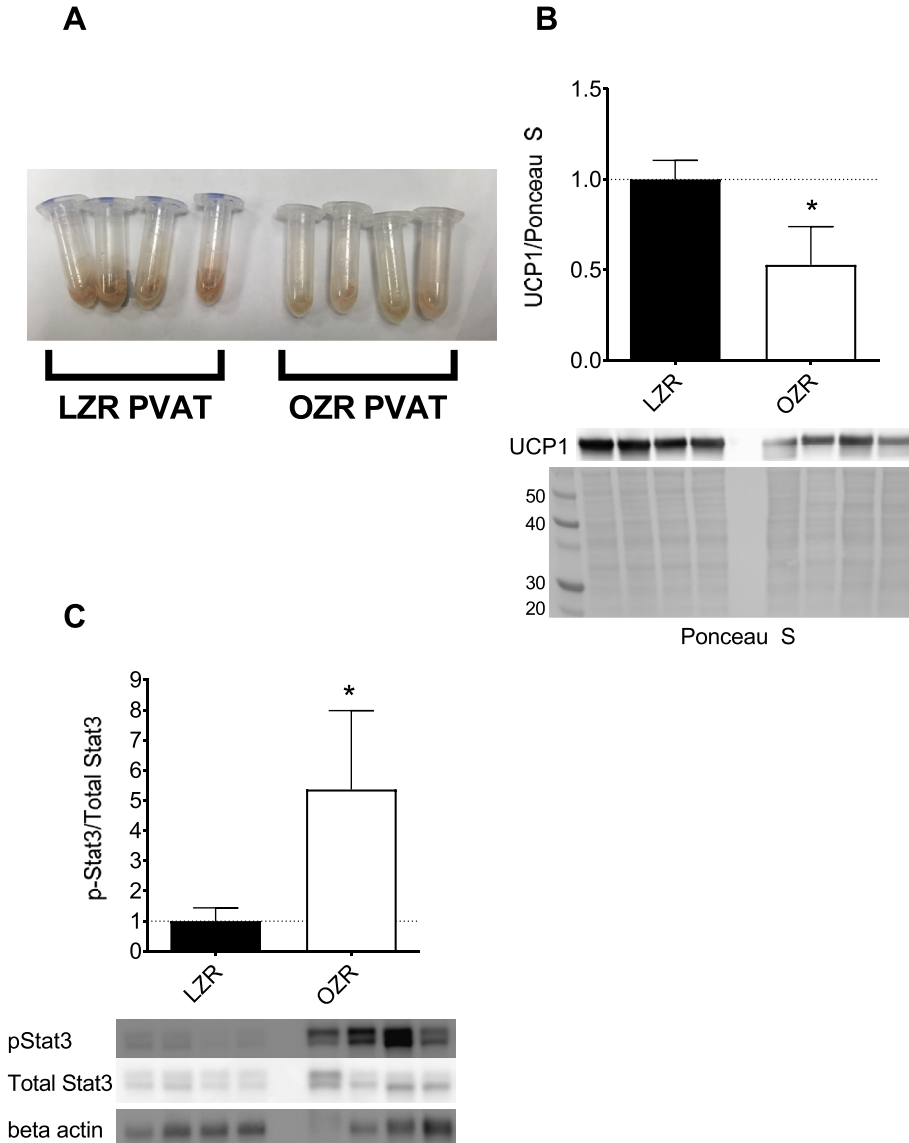 A
LZR PVAT
OZR PVAT
B
UCP1/Ponceau S
1.5
1.0
0.5
0.0
*
LZR
OZR
UCP1
50
40
30
20
Ponceau S
C
p-Stat3/Total Stat3
9
8
7
6
5
4
3
2
1
0
*
LZR
OZR
pStat3
Total Stat3
beta actin